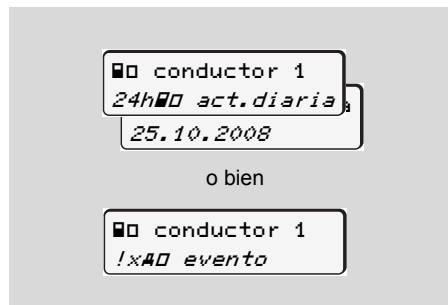 conductor 1
24h act.diaria
a
25.10.2008
o bien
conductor 1
!x evento